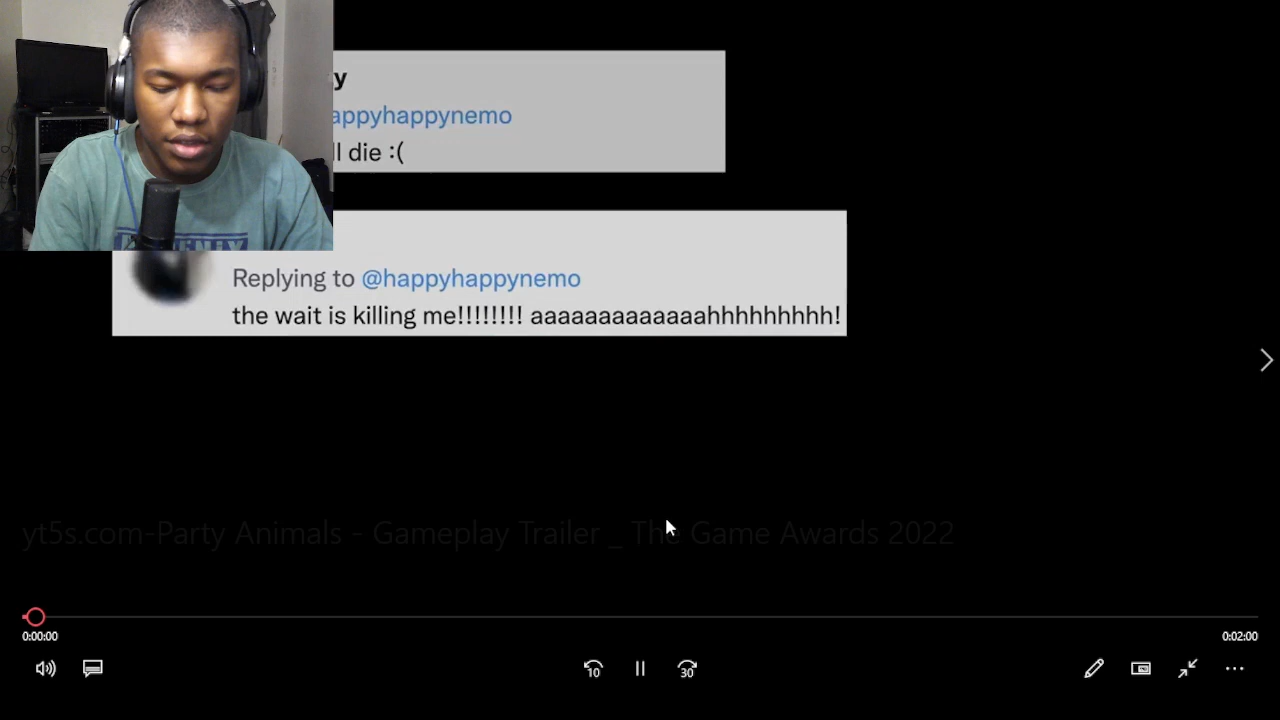 y
appyhappynemo
ll die :(
Replying to @happyhappynemo
the wait is killing me!!!!!!!! aaaaaaaaaaaaahhhhhhhhh!
yt5s.com-Party Animals - Gameplay Trailer _ The Game Awards 2022
0:00:00
0:02:00
10
30